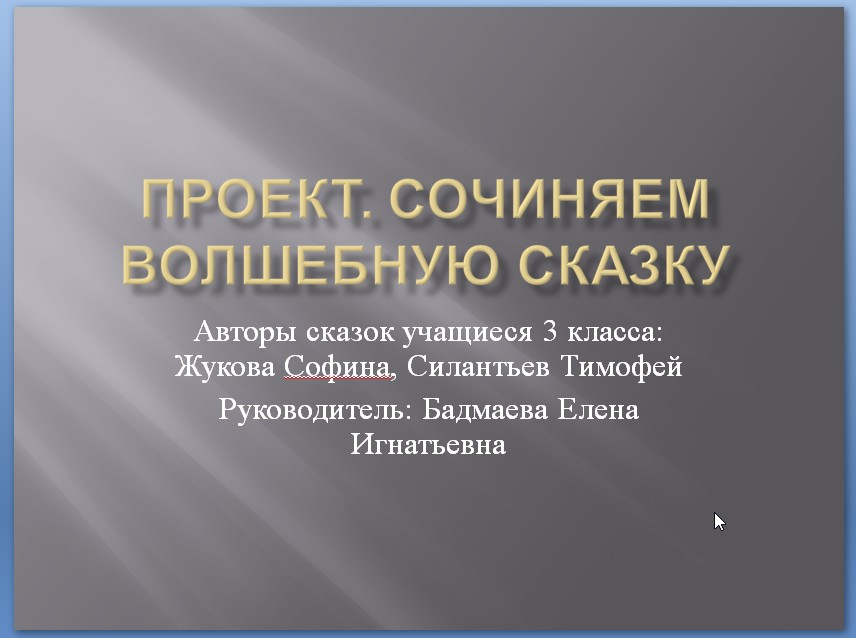 ПРОЕКТ. СОЧИНЯЕМ
ВОЛШЕБНУЮ СКАЗКУ
Авторы сказок учащиеся 3 класса:
Жукова Софина, Силантьев Тимофей
Руководитель: Бадмаева Елена
Игнатьевна